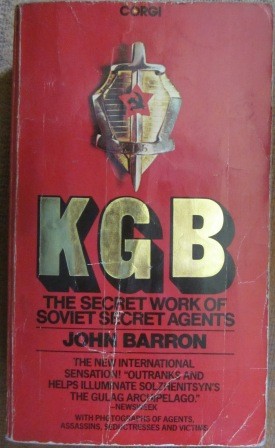 CORGI
KGB
THE SECRET WORK OF
SOVIET SECRET AGENTS
JOHN BARRON
THE NEW INTERNATIONAL
SENSATION! "OUTRANKS AND
HELPS ILLUMINATE SOLZHENITSYN'S
THE GULAG ARCHIPELAGO."
—NEWSWEEK
WITH PHOTOGRAPHS OF AGENTS,
ASSASSINS, SEDUCTRESSES AND VICTIMS